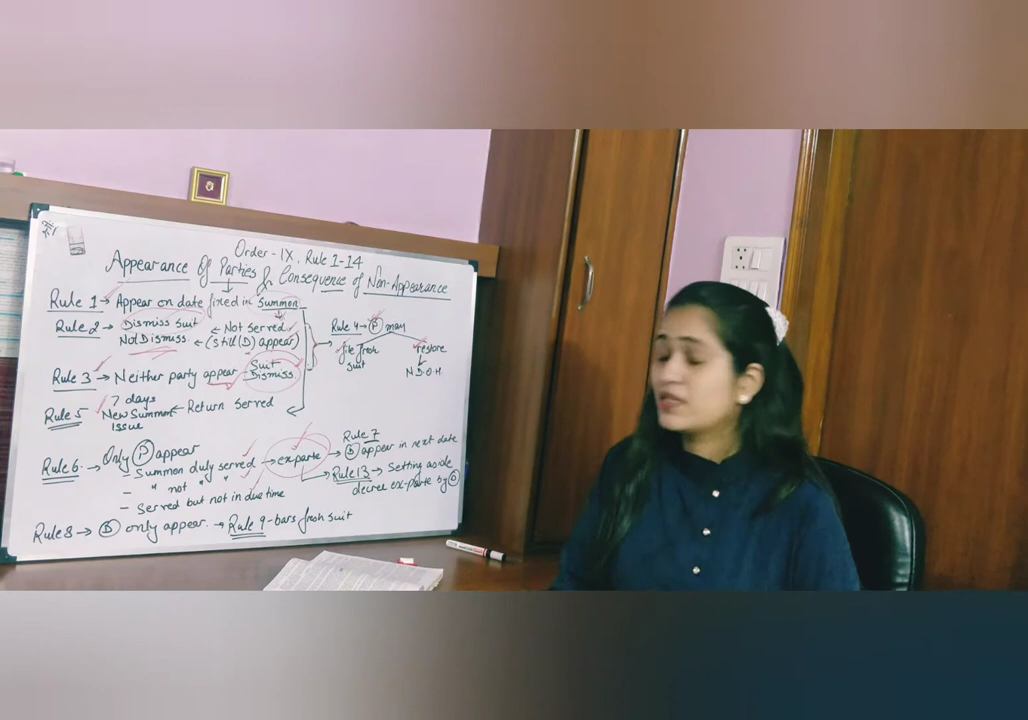 Order - IX, Rule 1-14
Appearance Of Parties & Consequence of Non-Appearance
Rule 1 → Appear on date fixed in Summon
Rule 2 → Dismiss suit ← Not Served
Not Dismiss ← (Still (D) appear)
Rule 4 → P may
file fresh suit
restore
N.D.O.H
Rule 3 → Neither party appear Suit Dismiss
Rule 5 7 days
New Summon ← Return Served
Issue
Rule 6. → Only P appear
- Summon duly served → exparte
- " not " "
- Served but not in due time
Rule 7
→ D appear in next date
→ Rule 13 → Setting aside
decree ex-parte by D
Rule 8 → D only appear. → Rule 9 - bars fresh suit